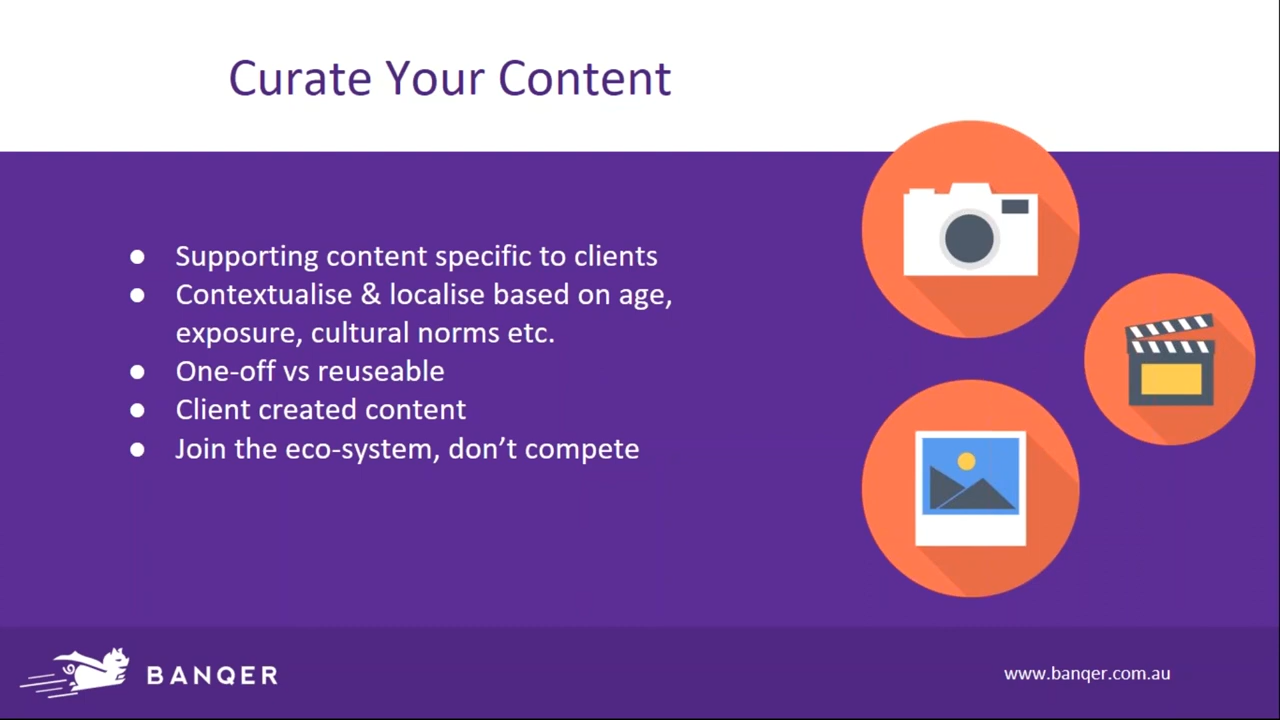 Curate Your Content
● Supporting content specific to clients
● Contextualise & localise based on age,
exposure, cultural norms etc.
● One-off vs reuseable
● Client created content
● Join the eco-system, don’t compete
BANQER
www.banqer.com.au